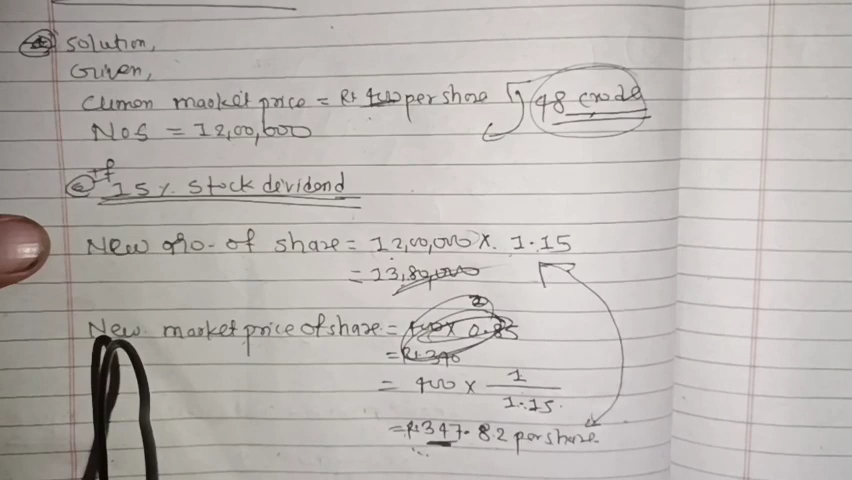 Solution,
Given,
Current market price = Rs 400 per share
48 crode
NOS = 12,00,000
@ If 15% Stock dividend
New no. of share = 12,00,000 x 1.15
= 13,80,000
New market price of share = 400 x 0.85
= Rs. 340
= 400 x 1/1.15
= Rs 347.82 per share